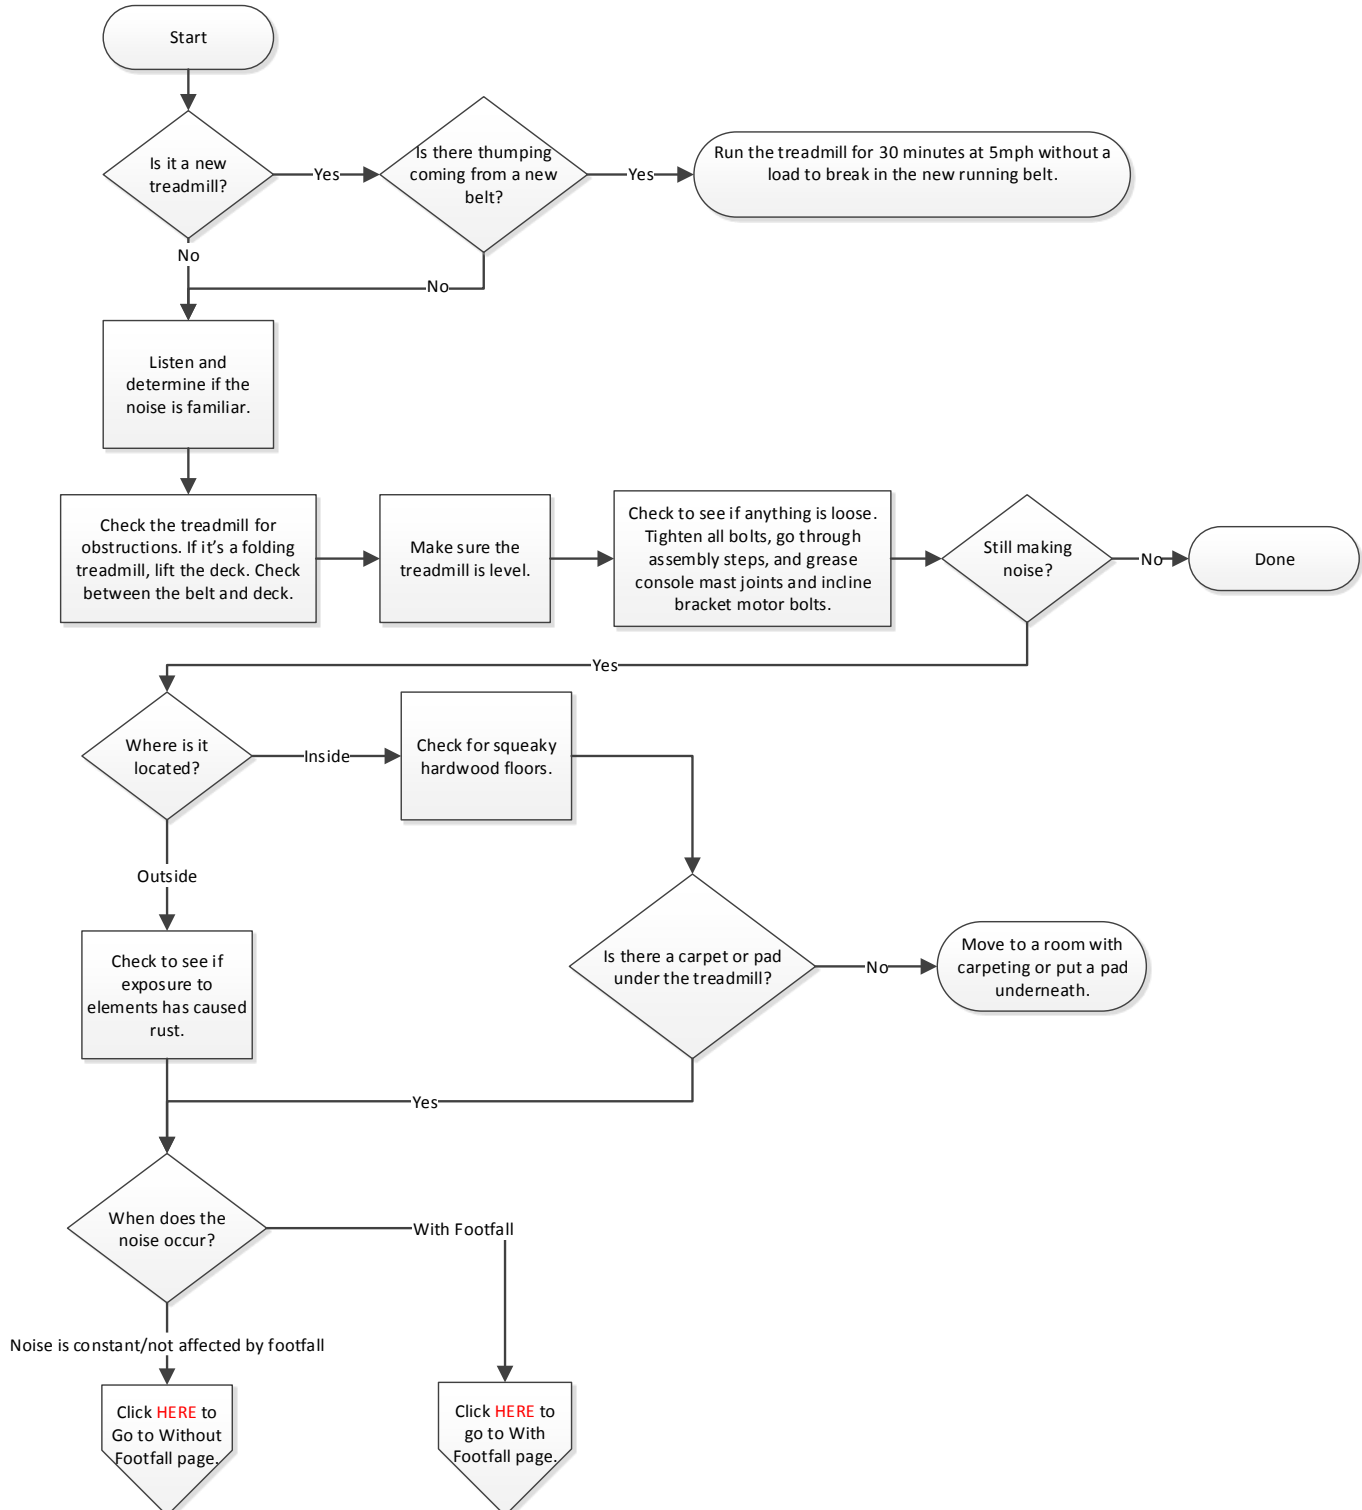 Start
Is it a new
treadmill?
Yes
Is there thumping
coming from a new
belt?
Yes
Run the treadmill for 30 minutes at 5mph without a
load to break in the new running belt.
No
No
Listen and
determine if the
noise is familiar.
Check the treadmill for
obstructions. If it’s a folding
treadmill, lift the deck. Check
between the belt and deck.
Make sure the
treadmill is level.
Check to see if anything is loose.
Tighten all bolts, go through
assembly steps, and grease
console mast joints and incline
bracket motor bolts.
Still making
noise?
No
Done
Yes
Where is it
located?
Inside
Check for squeaky
hardwood floors.
Outside
Check to see if
exposure to
elements has caused
rust.
Is there a carpet or pad
under the treadmill?
No
Move to a room with
carpeting or put a pad
underneath.
Yes
When does the
noise occur?
With Footfall
Noise is constant/not affected by footfall
Click HERE to
Go to Without
Footfall page.
Click HERE to
go to With
Footfall page.